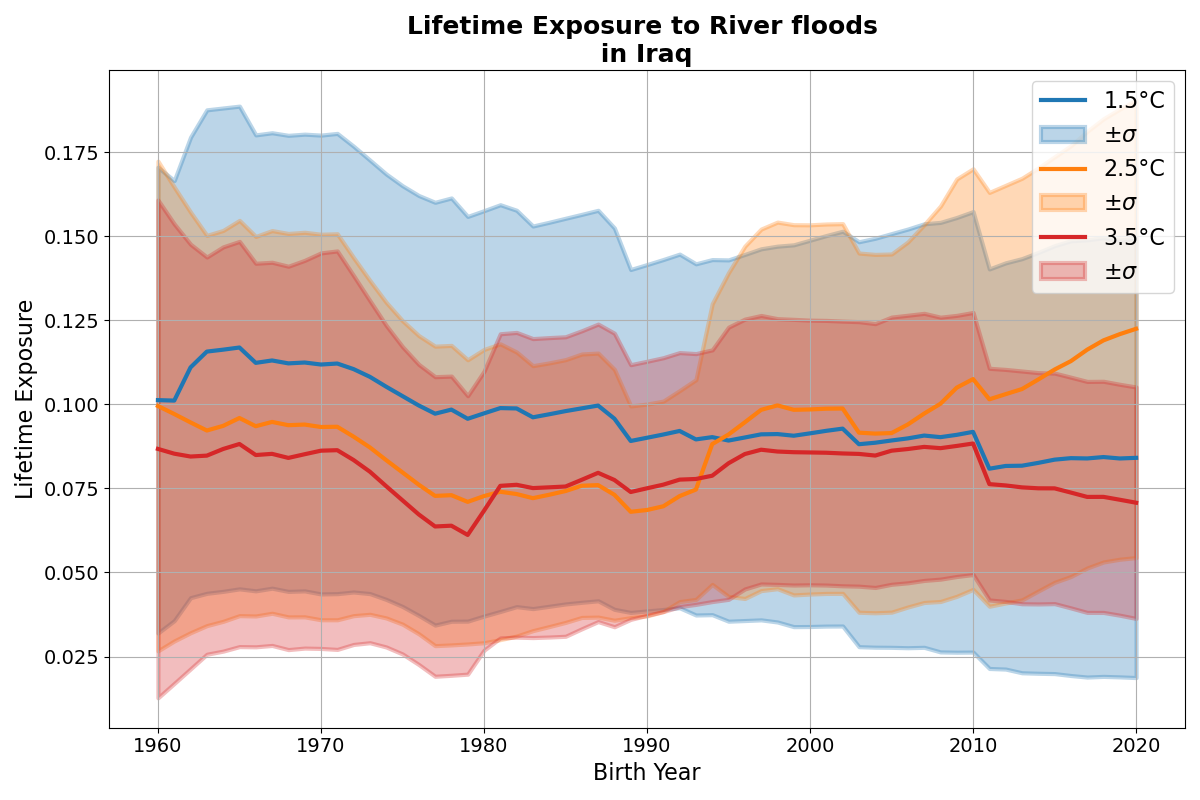 Lifetime Exposure to River floods
in Iraq
1.5°C
±σ
2.5°C
±σ
3.5°C
±σ
0.175
0.150
0.125
0.100
0.075
0.050
0.025
Lifetime Exposure
1960 1970 1980 1990 2000 2010 2020
Birth Year